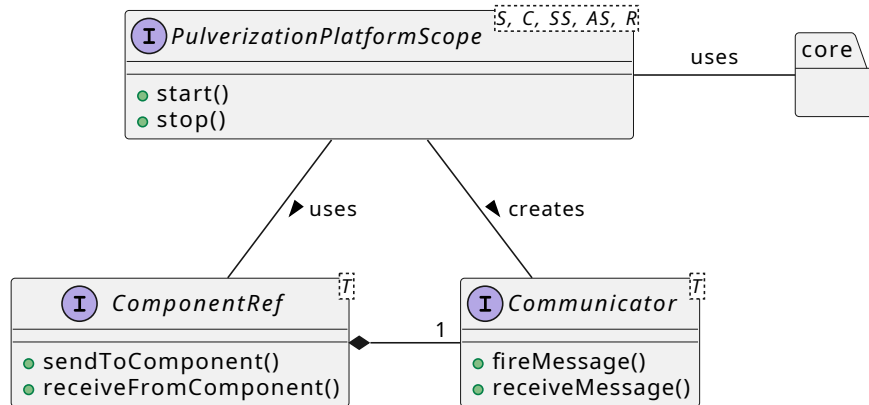 I PulverizationPlatformScope
S, C, SS, AS, R
start()
stop()
uses
core
uses
creates
I ComponentRef
T
sendToComponent()
receiveFromComponent()
1
I Communicator
T
fireMessage()
receiveMessage()